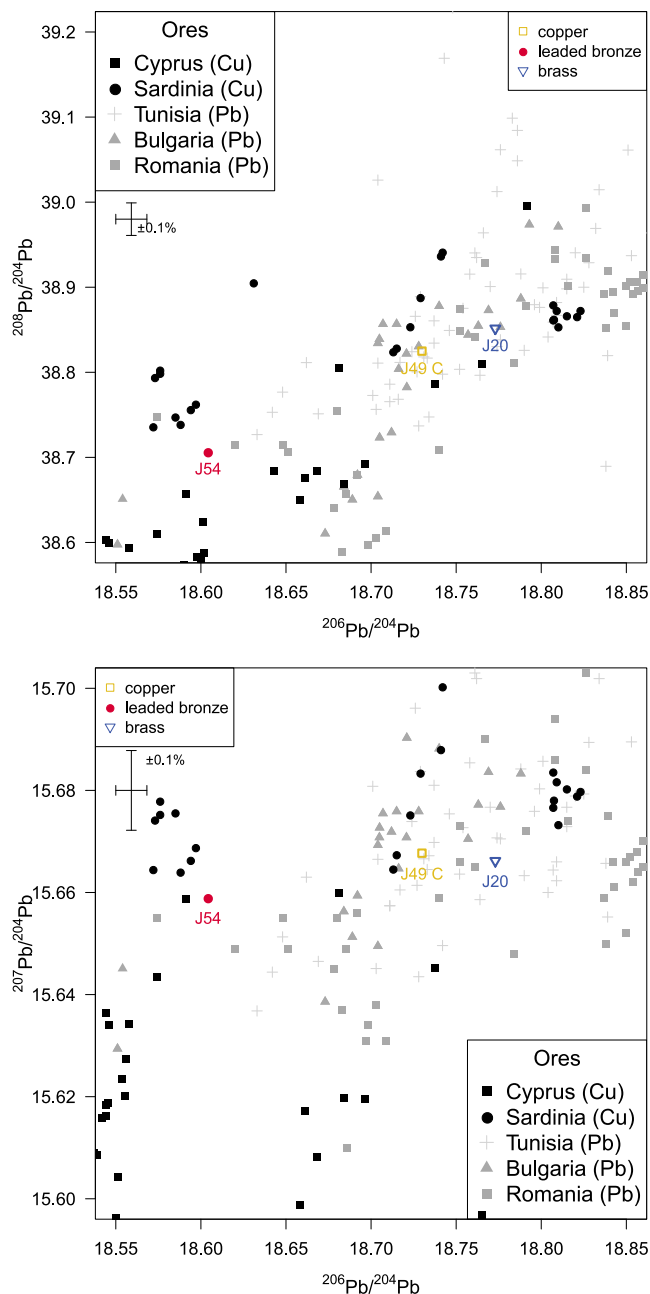 Ores
Cyprus (Cu)
Sardinia (Cu)
Tunisia (Pb)
Bulgaria (Pb)
Romania (Pb)
copper
leaded bronze
brass
±0.1%
39.2
39.1
39.0
38.9
38.8
38.7
38.6
208Pb/204Pb
J49 C
J20
J54
18.55 18.60 18.65 18.70 18.75 18.80 18.85
206Pb/204Pb
copper
leaded bronze
brass
±0.1%
15.70
15.68
15.66
15.64
15.62
15.60
207Pb/204Pb
J49 C
J20
J54
Ores
Cyprus (Cu)
Sardinia (Cu)
Tunisia (Pb)
Bulgaria (Pb)
Romania (Pb)
18.55 18.60 18.65 18.70 18.75 18.80 18.85
206Pb/204Pb